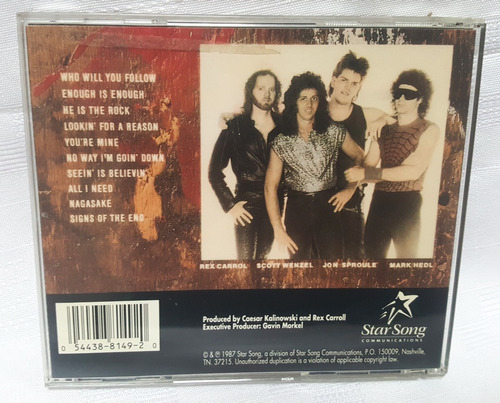 WHO WILL YOU FOLLOW
ENOUGH IS ENOUGH
HE IS THE ROCK
LOOKIN' FOR A REASON
YOU'RE MINE
NO WAY I'M GOIN' DOWN
SEEIN' IS BELIEVIN'
ALL I NEED
NAGASAKE
SIGNS OF THE END
REX CARROL SCOTT WENZEL JON SPROULE MARK HEDL
0 54438-8149-2 0
Produced by Caesar Kalinowski and Rex Carroll
Executive Producer: Gavin Morkel
Star Song
COMMUNICATIONS
© & ℗ 1987 Star Song, a division of Star Song Communications, P.O. 150009, Nashville,
TN. 37215. Unauthorized duplication is a violation of applicable copyright law.